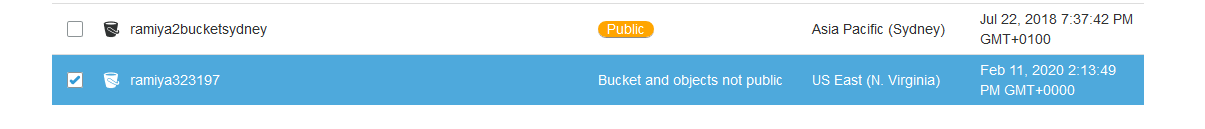 ramiya2bucketsydney Public Asia Pacific (Sydney) Jul 22, 2018 7:37:42 PM
GMT+0100
ramiya323197 Bucket and objects not public US East (N. Virginia) Feb 11, 2020 2:13:49
PM GMT+0000